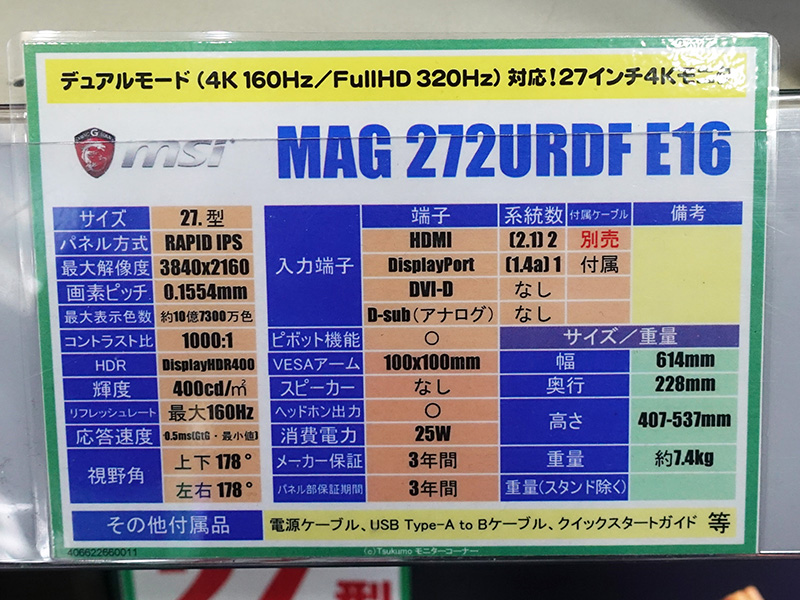 デュアルモード(4K 160Hz/FullHD 320Hz)対応!27インチ4Kモニタ
msi MAG 272URDF E16
サイズ 27.型
パネル方式 RAPID IPS
最大解像度 3840x2160
画素ピッチ 0.1554mm
最大表示色数 約10億7300万色
コントラスト比 1000:1
HDR DisplayHDR400
輝度 400cd/㎡
リフレッシュレート 最大160Hz
応答速度 0.5ms(GtG・最小値)
視野角 上下 178° 左右 178°
端子 系統数 付属ケーブル 備考
入力端子
HDMI (2.1) 2 別売
DisplayPort (1.4a) 1 付属
DVI-D なし
D-sub(アナログ) なし
ピボット機能 〇
VESAアーム 100x100mm
スピーカー なし
ヘッドホン出力 〇
消費電力 25W
メーカー保証 3年間
パネル部保証期間 3年間
サイズ/重量
幅 614mm
奥行 228mm
高さ 407-537mm
重量 約7.4kg
重量(スタンド除く)
その他付属品 電源ケーブル、USB Type-A to Bケーブル、クイックスタートガイド 等
406622660011 (c)Tsukumo モニターコーナー
27型